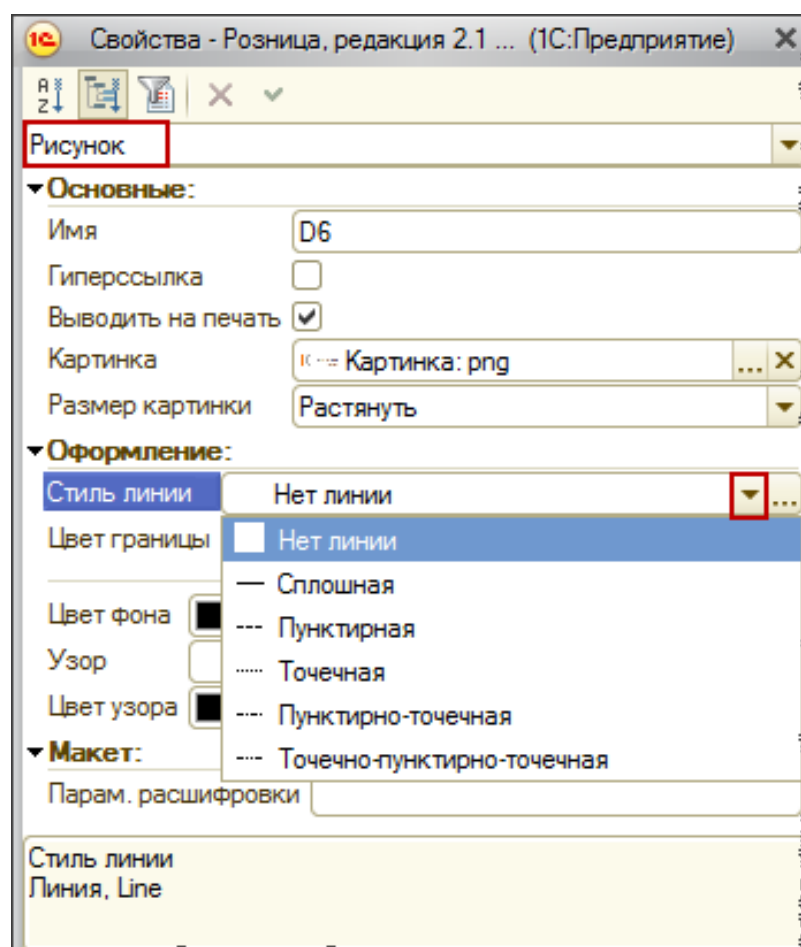 1С Свойства - Розница, редакция 2.1 ... (1С:Предприятие)
Рисунок
Основные:
Имя D6
Гиперссылка
Выводить на печать
Картинка Картинка: png ...
Размер картинки Растянуть
Оформление:
Стиль линии Нет линии ...
Цвет границы Нет линии
Сплошная
Цвет фона Пунктирная
Узор Точечная
Цвет узора Пунктирно-точечная
Макет: Точечно-пунктирно-точечная
Парам. расшифровки
Стиль линии
Линия, Line